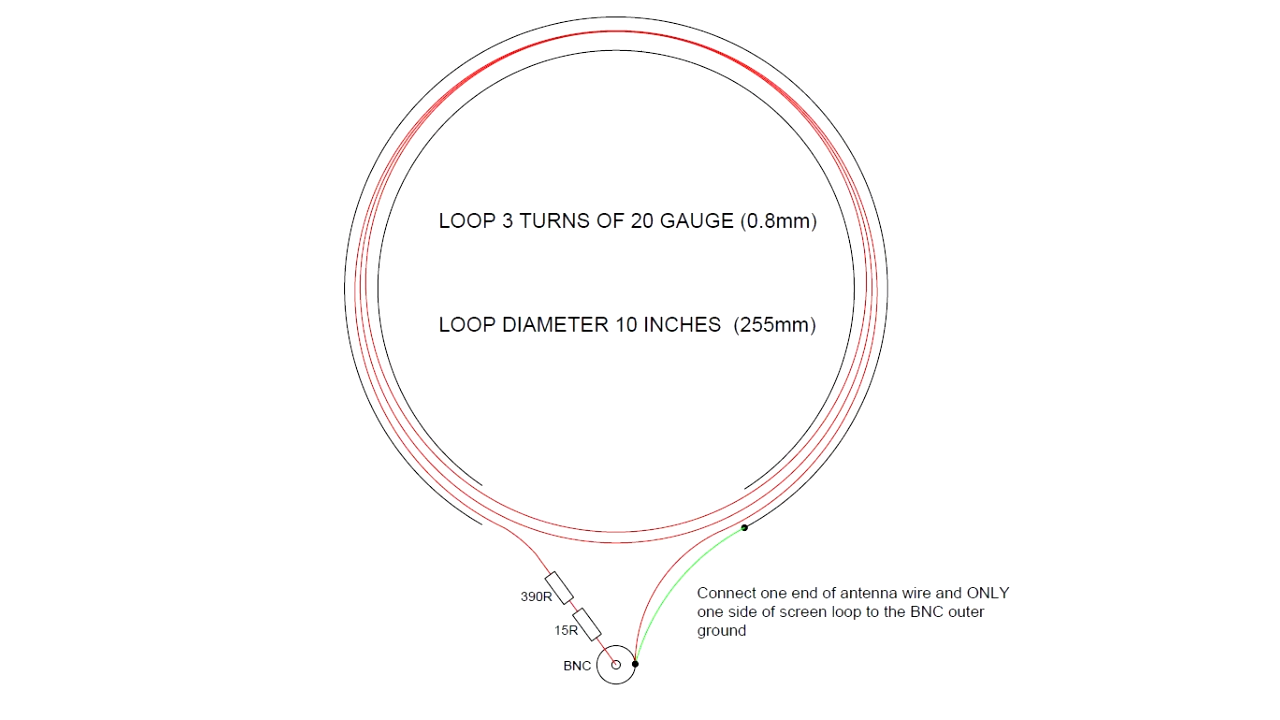 LOOP 3 TURNS OF 20 GAUGE (0.8mm)
LOOP DIAMETER 10 INCHES (255mm)
390R
15R
BNC
Connect one end of antenna wire and ONLY
one side of screen loop to the BNC outer
ground